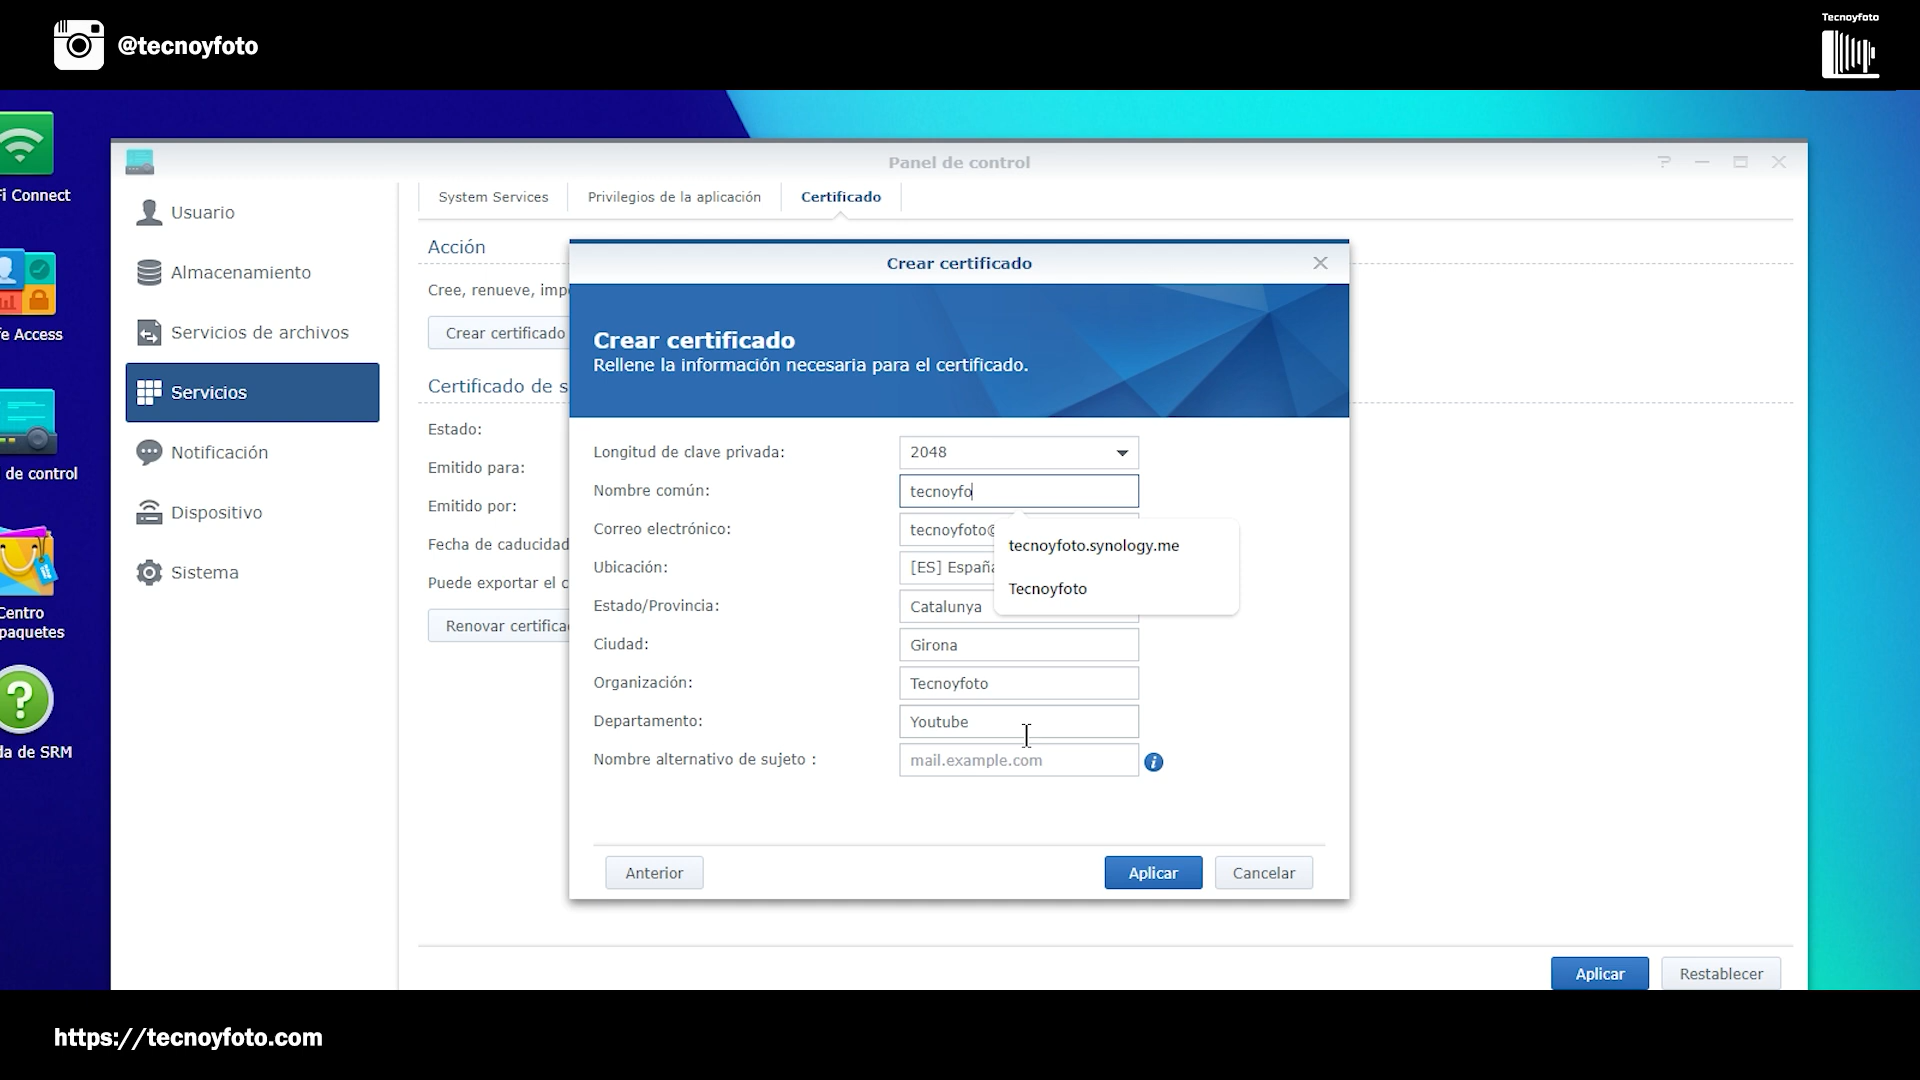 @tecnoyfoto
Tecnoyfoto
Fi Connect
fe Access
de control
Centro
paquetes
da de SRM
Panel de control
Usuario
Almacenamiento
Servicios de archivos
Servicios
Notificación
Dispositivo
Sistema
System Services
Privilegios de la aplicación
Certificado
Acción
Cree, renueve, imp
Crear certificado
Certificado de s
Estado:
Emitido para:
Emitido por:
Fecha de caducidad
Puede exportar el c
Renovar certifica
Crear certificado
Crear certificado
Rellene la información necesaria para el certificado.
Longitud de clave privada: 2048
Nombre común: tecnoyfo
Correo electrónico: tecnoyfoto@
tecnoyfoto.synology.me
Tecnoyfoto
Ubicación: [ES] España
Estado/Provincia: Catalunya
Ciudad: Girona
Organización: Tecnoyfoto
Departamento: Youtube
Nombre alternativo de sujeto : mail.example.com
Anterior
Aplicar
Cancelar
Aplicar
Restablecer
https://tecnoyfoto.com